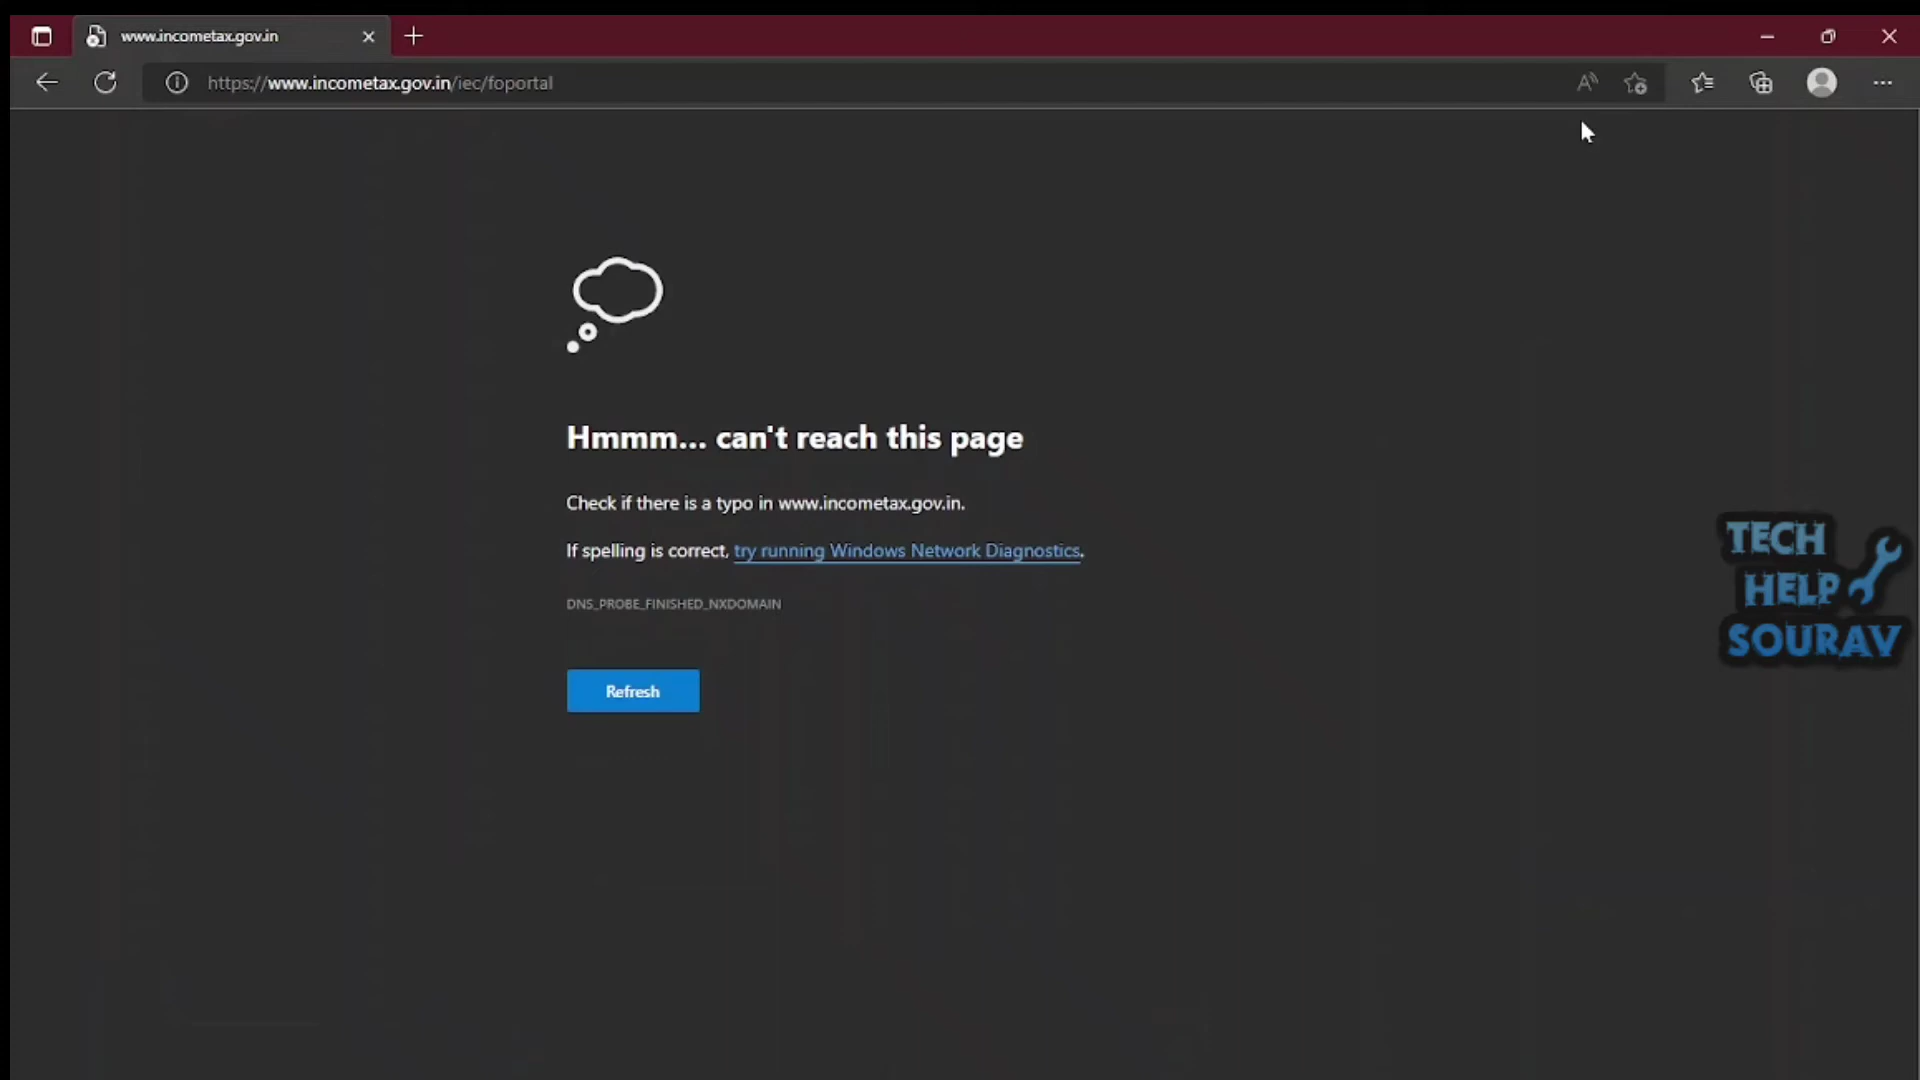 www.incometax.gov.in
https://www.incometax.gov.in/iec/foportal
Hmmm... can't reach this page
Check if there is a typo in www.incometax.gov.in.
If spelling is correct, try running Windows Network Diagnostics.
DNS_PROBE_FINISHED_NXDOMAIN
Refresh
TECH
HELP
SOURAV